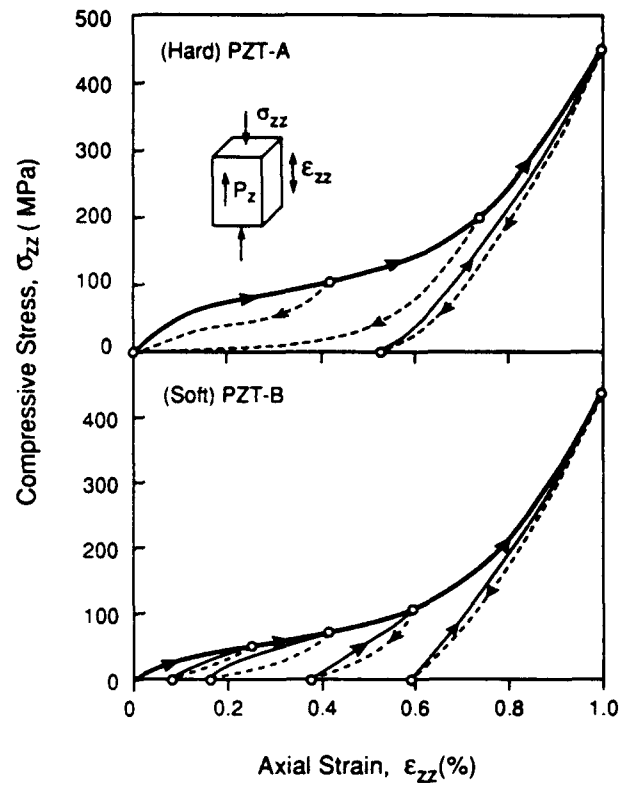 500
(Hard) PZT-A
400
σzz
300
εzz
Pz
200
100
0
Compressive Stress, σzz ( MPa)
(Soft) PZT-B
400
300
200
100
0
0
0.2
0.4
0.6
0.8
1.0
Axial Strain, εzz(%)